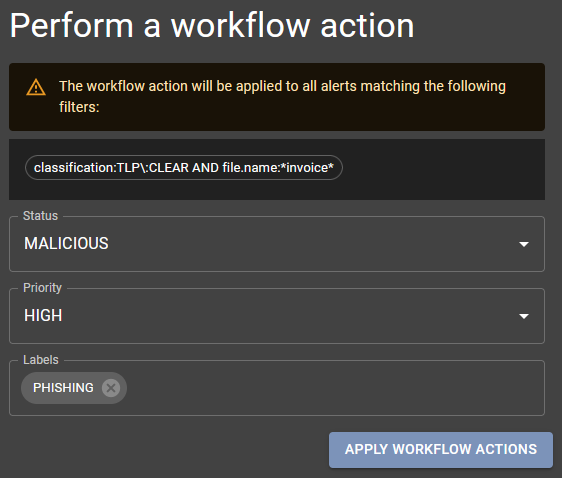 Perform a workflow action
The workflow action will be applied to all alerts matching the following
filters:
classification:TLP\:CLEAR AND file.name:*invoice*
Status
MALICIOUS
Priority
HIGH
Labels
PHISHING
APPLY WORKFLOW ACTIONS